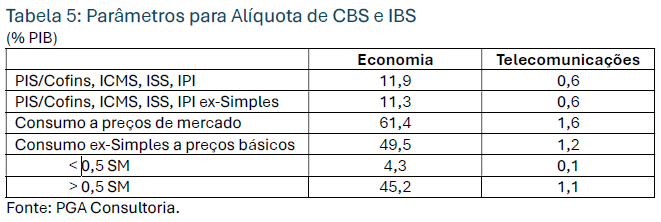 Tabela 5: Parâmetros para Alíquota de CBS e IBS
(% PIB)
Economia Telecomunicações
PIS/Cofins, ICMS, ISS, IPI 11,9 0,6
PIS/Cofins, ICMS, ISS, IPI ex-Simples 11,3 0,6
Consumo a preços de mercado 61,4 1,6
Consumo ex-Simples a preços básicos 49,5 1,2
< 0,5 SM 4,3 0,1
> 0,5 SM 45,2 1,1
Fonte: PGA Consultoria.